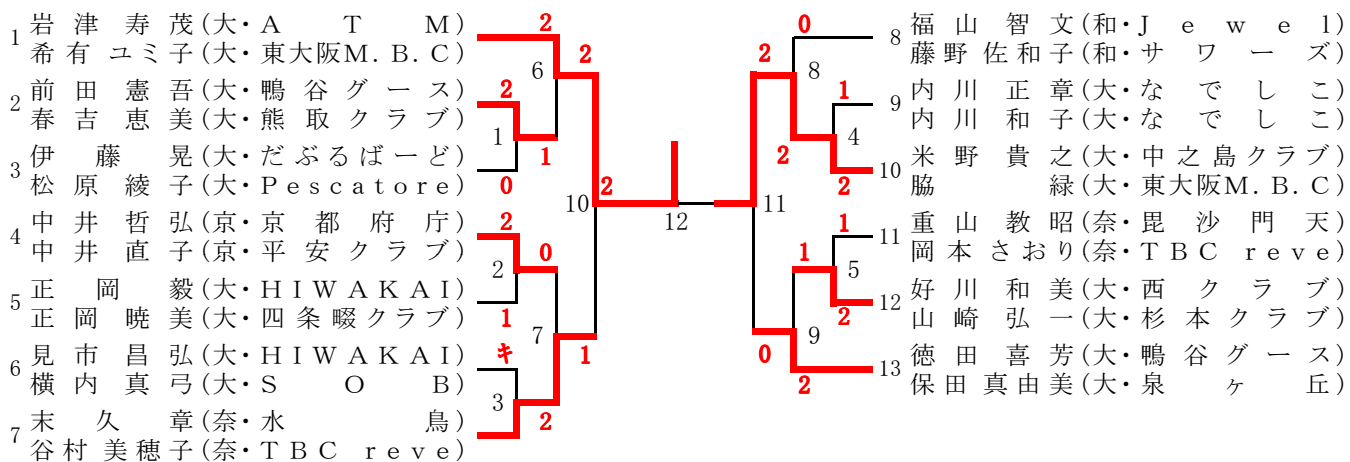 1 岩津寿茂(大・ATM)
希有ユミ子(大・東大阪M.B.C)
2 前田憲吾(大・鴨谷グース)
春吉恵美(大・熊取クラブ)
3 伊藤晃(大・だぶるばーど)
松原綾子(大・Pescatore)
4 中井哲弘(京・京都府庁)
中井直子(京・平安クラブ)
5 正岡毅(大・HIWAKAI)
正岡暁美(大・四条畷クラブ)
6 見市昌弘(大・HIWAKAI)
横内真弓(大・SOB)
7 末久章(奈・水鳥)
谷村美穂子(奈・TBC reve)
2
6 2
2
1
1
0
10 2
2
0
2
1
7
キ
1
3
2
12
0
2 8
1
4
2
2
11
1
1
5
2
9
0
2
8 福山智文(和・Jewel)
藤野佐和子(和・サワーズ)
9 内川正章(大・なでしこ)
内川和子(大・なでしこ)
10 米野貴之(大・中之島クラブ)
脇緑(大・東大阪M.B.C)
11 重山教昭(奈・毘沙門天)
岡本さおり(奈・TBC reve)
12 好川和美(大・西クラブ)
山崎弘一(大・杉本クラブ)
13 徳田喜芳(大・鴨谷グース)
保田真由美(大・泉ヶ丘)